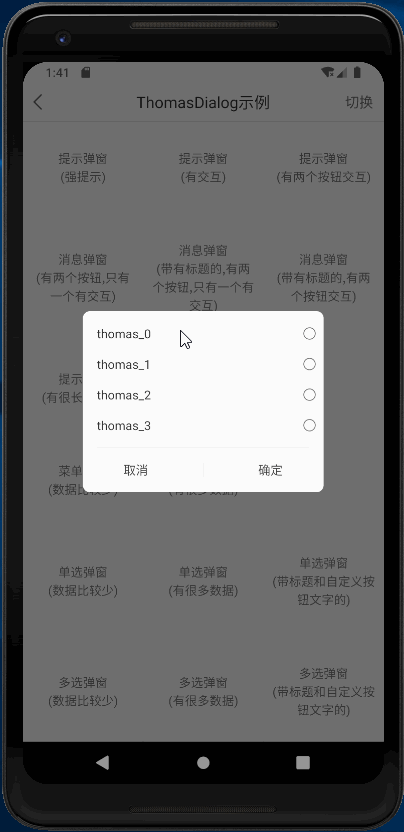 1:41
ThomasDialog示例
切换
提示弹窗
(强提示)
提示弹窗
(有交互)
提示弹窗
(有两个按钮交互)
消息弹窗
(有两个按钮,只有
一个有交互)
消息弹窗
(带有标题的,有两
个按钮,只有一个有
交互)
消息弹窗
(带有标题的,有两
个按钮交互)
提示
(有很长
thomas_0
thomas_1
thomas_2
thomas_3
取消
确定
菜单
(数据比较少)
(有很多数据)
单选弹窗
(数据比较少)
单选弹窗
(有很多数据)
单选弹窗
(带标题和自定义按
钮文字的)
多选弹窗
(数据比较少)
多选弹窗
(有很多数据)
多选弹窗
(带标题和自定义按
钮文字的)